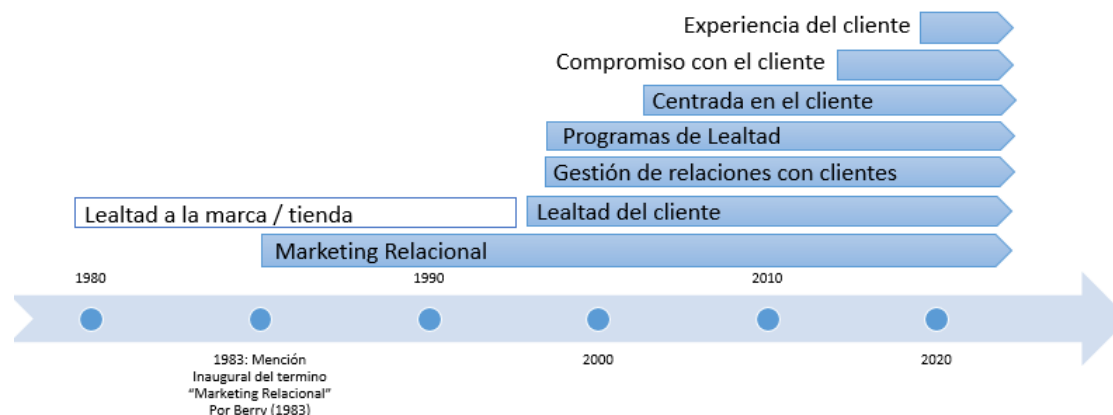 Experiencia del cliente
Compromiso con el cliente
Centrada en el cliente
Programas de Lealtad
Gestión de relaciones con clientes
Lealtad a la marca / tienda
Lealtad del cliente
Marketing Relacional
1980
1990
2010
1983: Mención
Inaugural del termino
“Marketing Relacional”
Por Berry (1983)
2000
2020